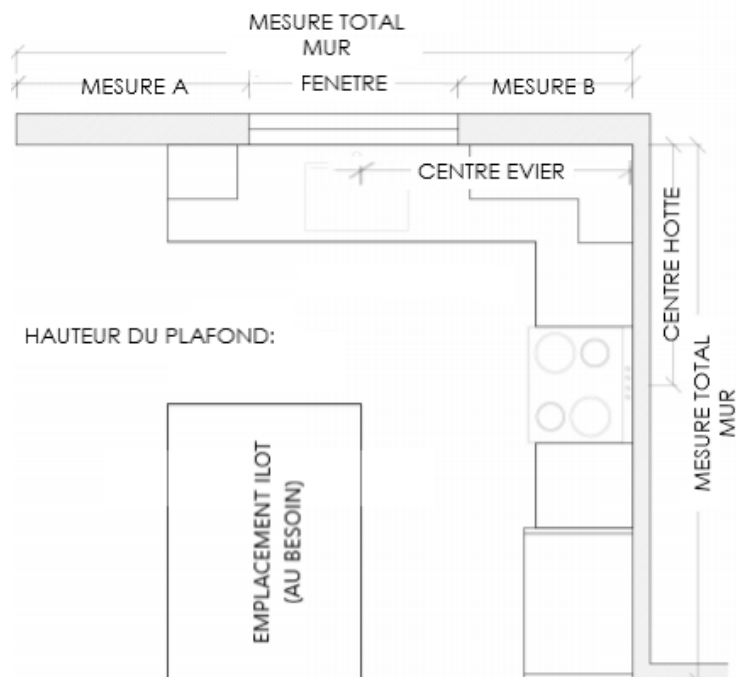 MESURE TOTAL
MUR
MESURE A
FENETRE
MESURE B
CENTRE EVIER
CENTRE HOTTE
MESURE TOTAL
MUR
HAUTEUR DU PLAFOND:
EMPLACEMENT ILOT
(AU BESOIN)